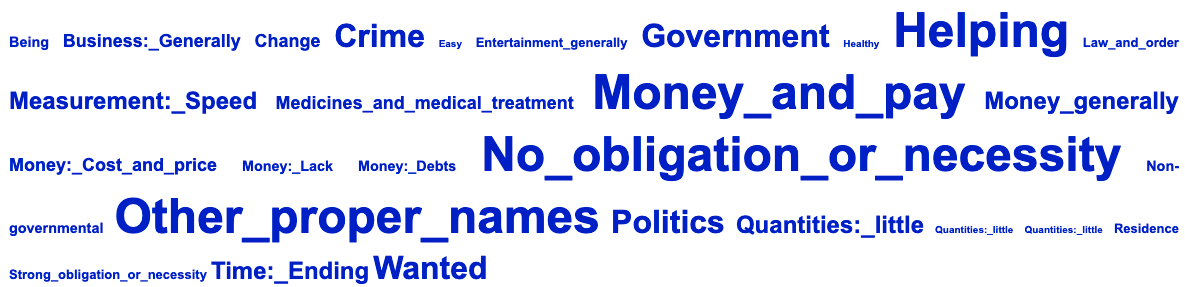 Being Business:_Generally Change Crime Easy Entertainment_generally Government Healthy Helping Law_and_order
Measurement:_Speed Medicines_and_medical_treatment Money_and_pay Money_generally
Money:_Cost_and_price Money:_Lack Money:_Debts No_obligation_or_necessity Non-
governmental Other_proper_names Politics Quantities:_little Quantities:_little Quantities:_little Residence
Strong_obligation_or_necessity Time:_Ending Wanted